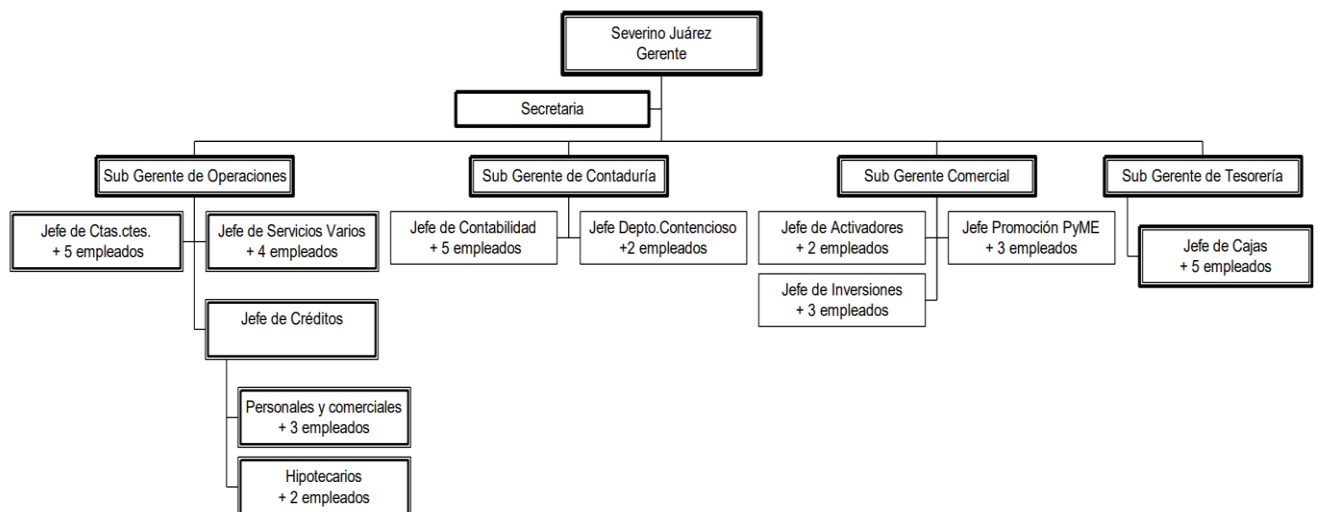 Severino Juárez
Gerente
Secretaria
Sub Gerente de Operaciones
Sub Gerente de Contaduría
Sub Gerente Comercial
Sub Gerente de Tesorería
Jefe de Ctas.ctes.
+ 5 empleados
Jefe de Servicios Varios
+ 4 empleados
Jefe de Contabilidad
+ 5 empleados
Jefe Depto.Contencioso
+2 empleados
Jefe de Activadores
+ 2 empleados
Jefe Promoción PyME
+ 3 empleados
Jefe de Cajas
+ 5 empleados
Jefe de Inversiones
+ 3 empleados
Jefe de Créditos
Personales y comerciales
+ 3 empleados
Hipotecarios
+ 2 empleados